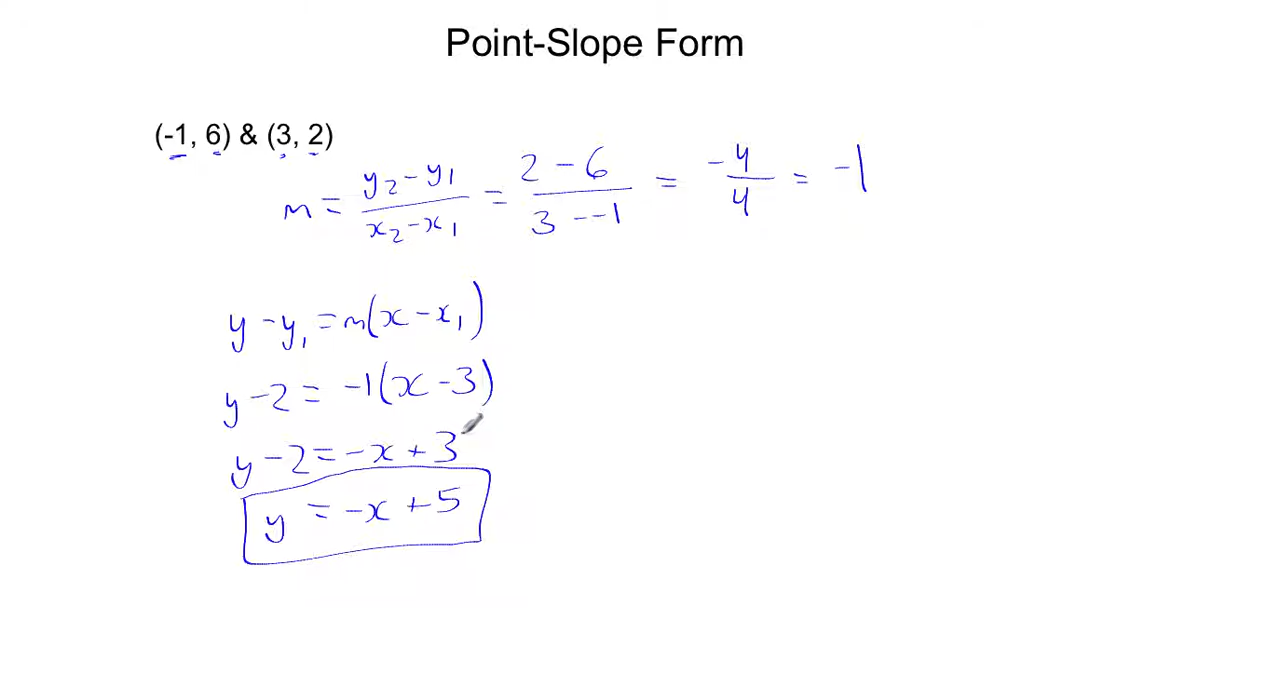 Point-Slope Form
(-1, 6) & (3, 2)
m = y₂ - y₁ / x₂ - x₁ = 2 - 6 / 3 - -1 = -4 / 4 = -1
y - y₁ = m(x - x₁)
y - 2 = -1(x - 3)
y - 2 = -x + 3
y = -x + 5